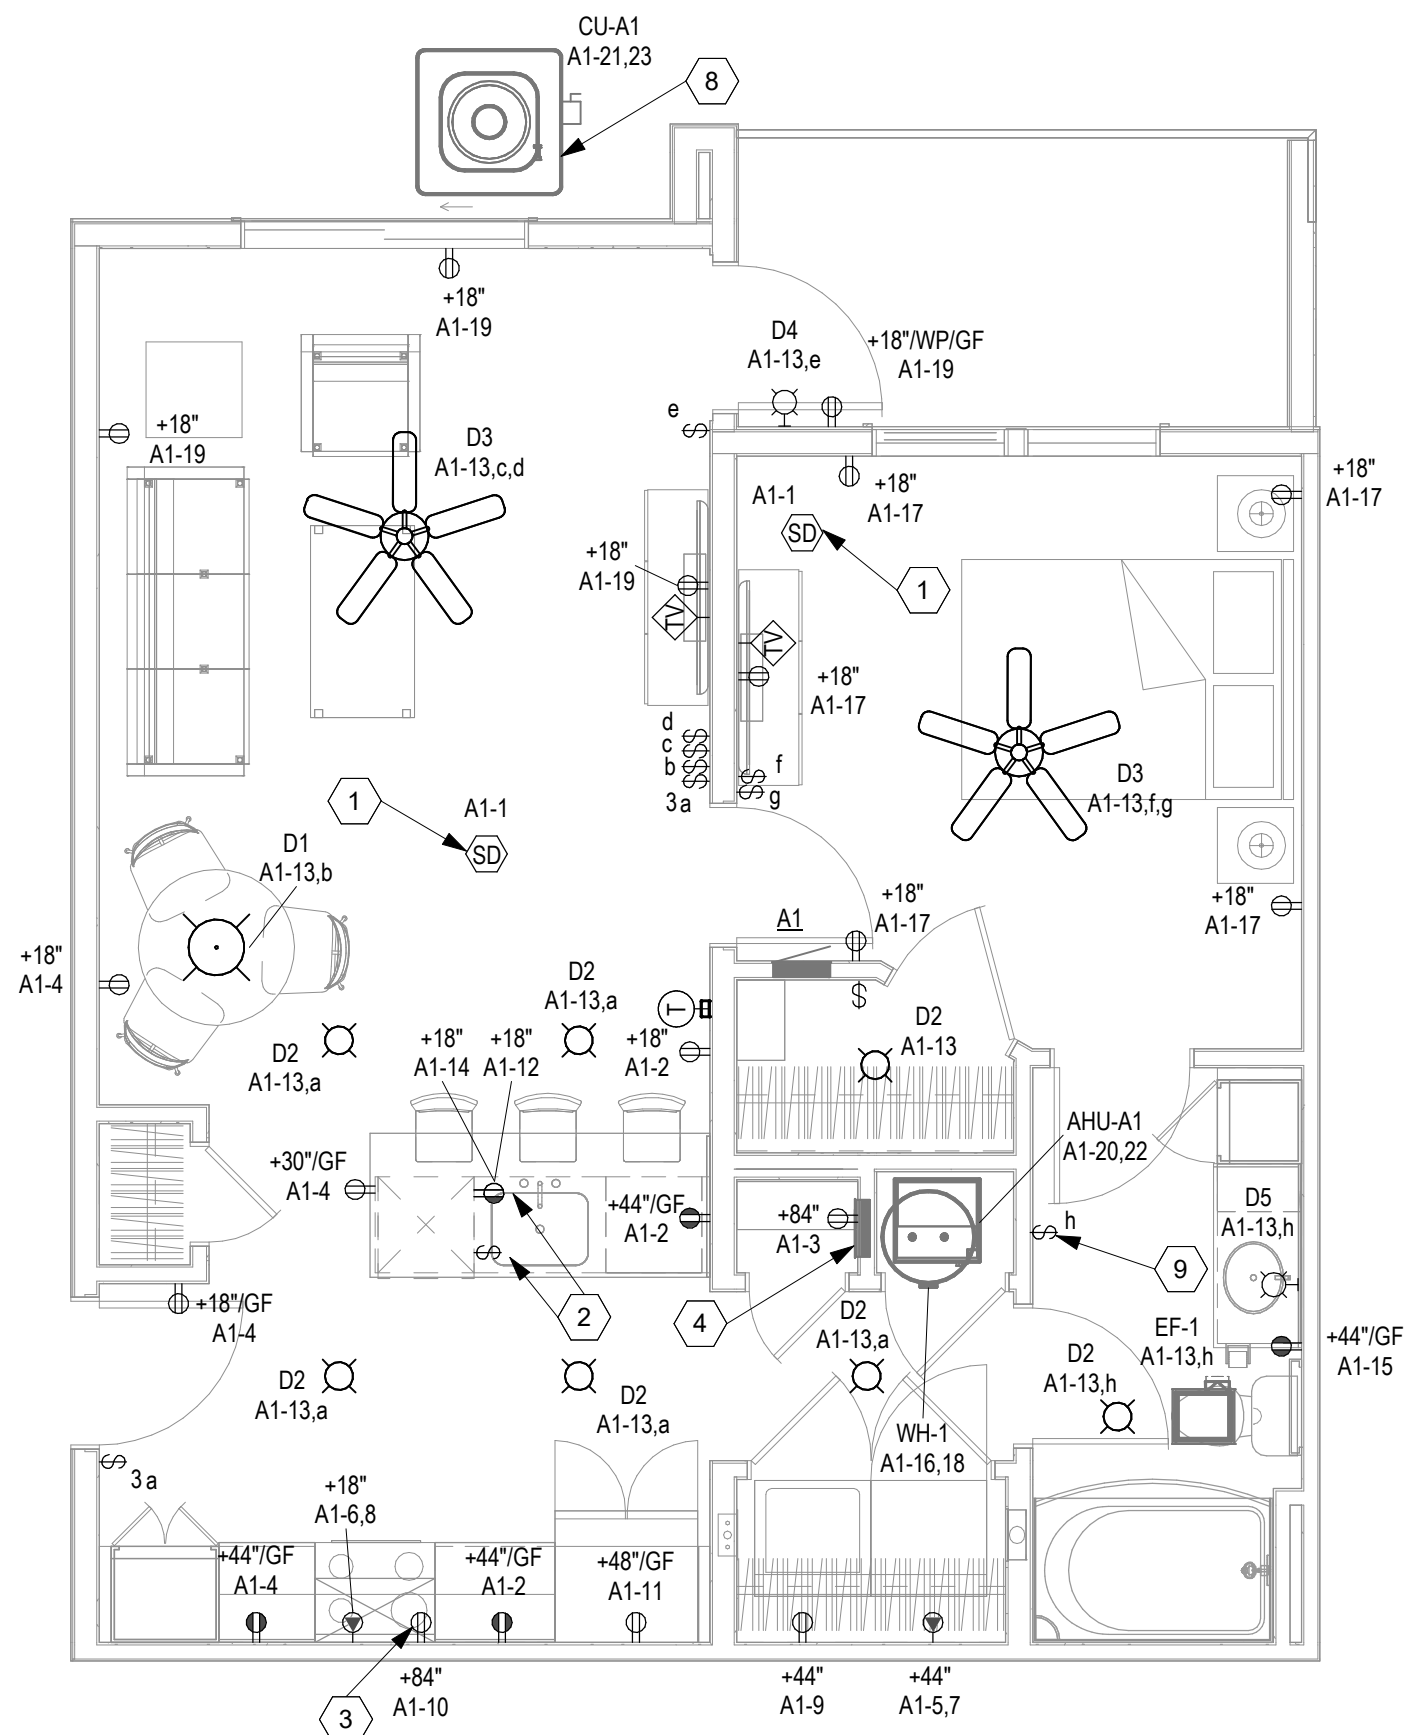 CU-A1
A1-21,23
8
+18"
A1-19
D4
A1-13,e
+18"/WP/GF
A1-19
e
+18"
A1-19
D3
A1-13,c,d
A1-1
SD
+18"
A1-17
+18"
A1-17
1
+18"
A1-19
TV
TV
+18"
A1-17
d
c
b
3a
f
g
D3
A1-13,f,g
1
A1-1
SD
D1
A1-13,b
+18"
A1-17
+18"
A1-17
A1
+18"
A1-4
D2
A1-13,a
T
$
D2
A1-13
D2
A1-13,a
+18"
A1-14
+18"
A1-12
+18"
A1-2
AHU-A1
A1-20,22
+30"/GF
A1-4
+44"/GF
A1-2
+84"
A1-3
h
D5
A1-13,h
9
+18"/GF
A1-4
2
4
D2
A1-13,a
EF-1
A1-13,h
+44"/GF
A1-15
D2
A1-13,a
D2
A1-13,a
D2
A1-13,h
WH-1
A1-16,18
3a
+18"
A1-6,8
+44"/GF
A1-4
+44"/GF
A1-2
+48"/GF
A1-11
+84"
A1-10
3
+44"
A1-9
+44"
A1-5,7